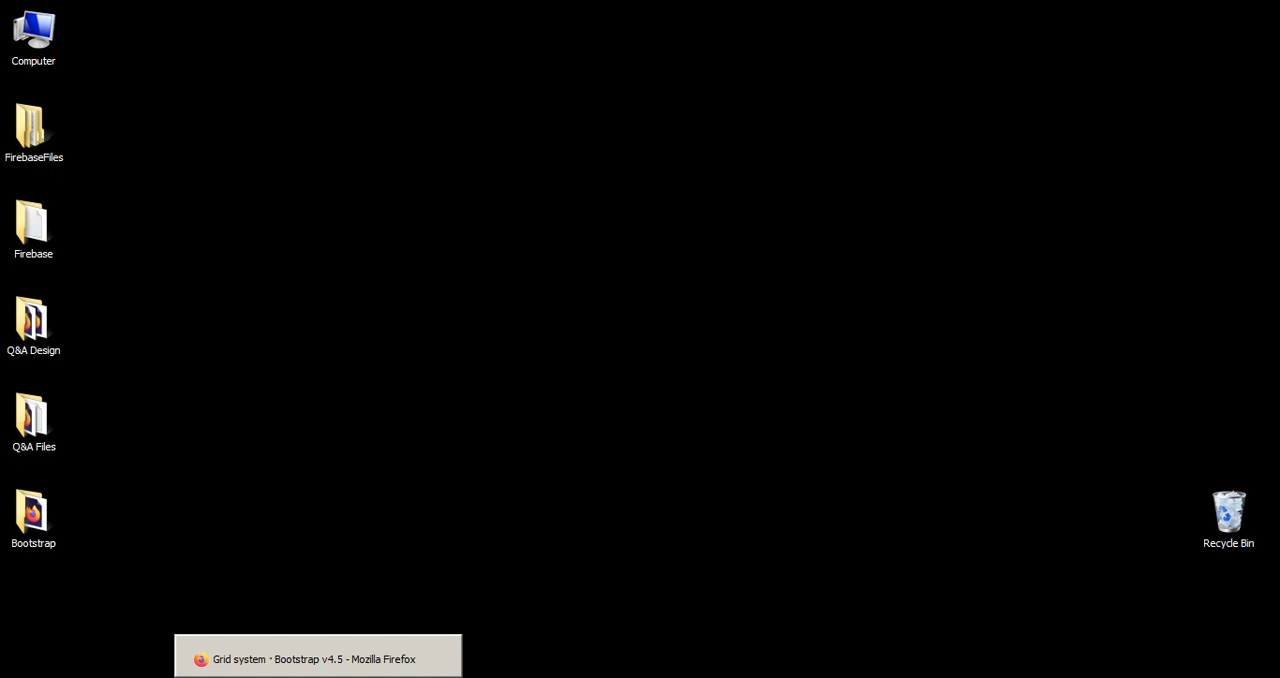 Computer
FirebaseFiles
Firebase
Q&A Design
Q&A Files
Bootstrap
Recycle Bin
Grid system · Bootstrap v4.5 - Mozilla Firefox